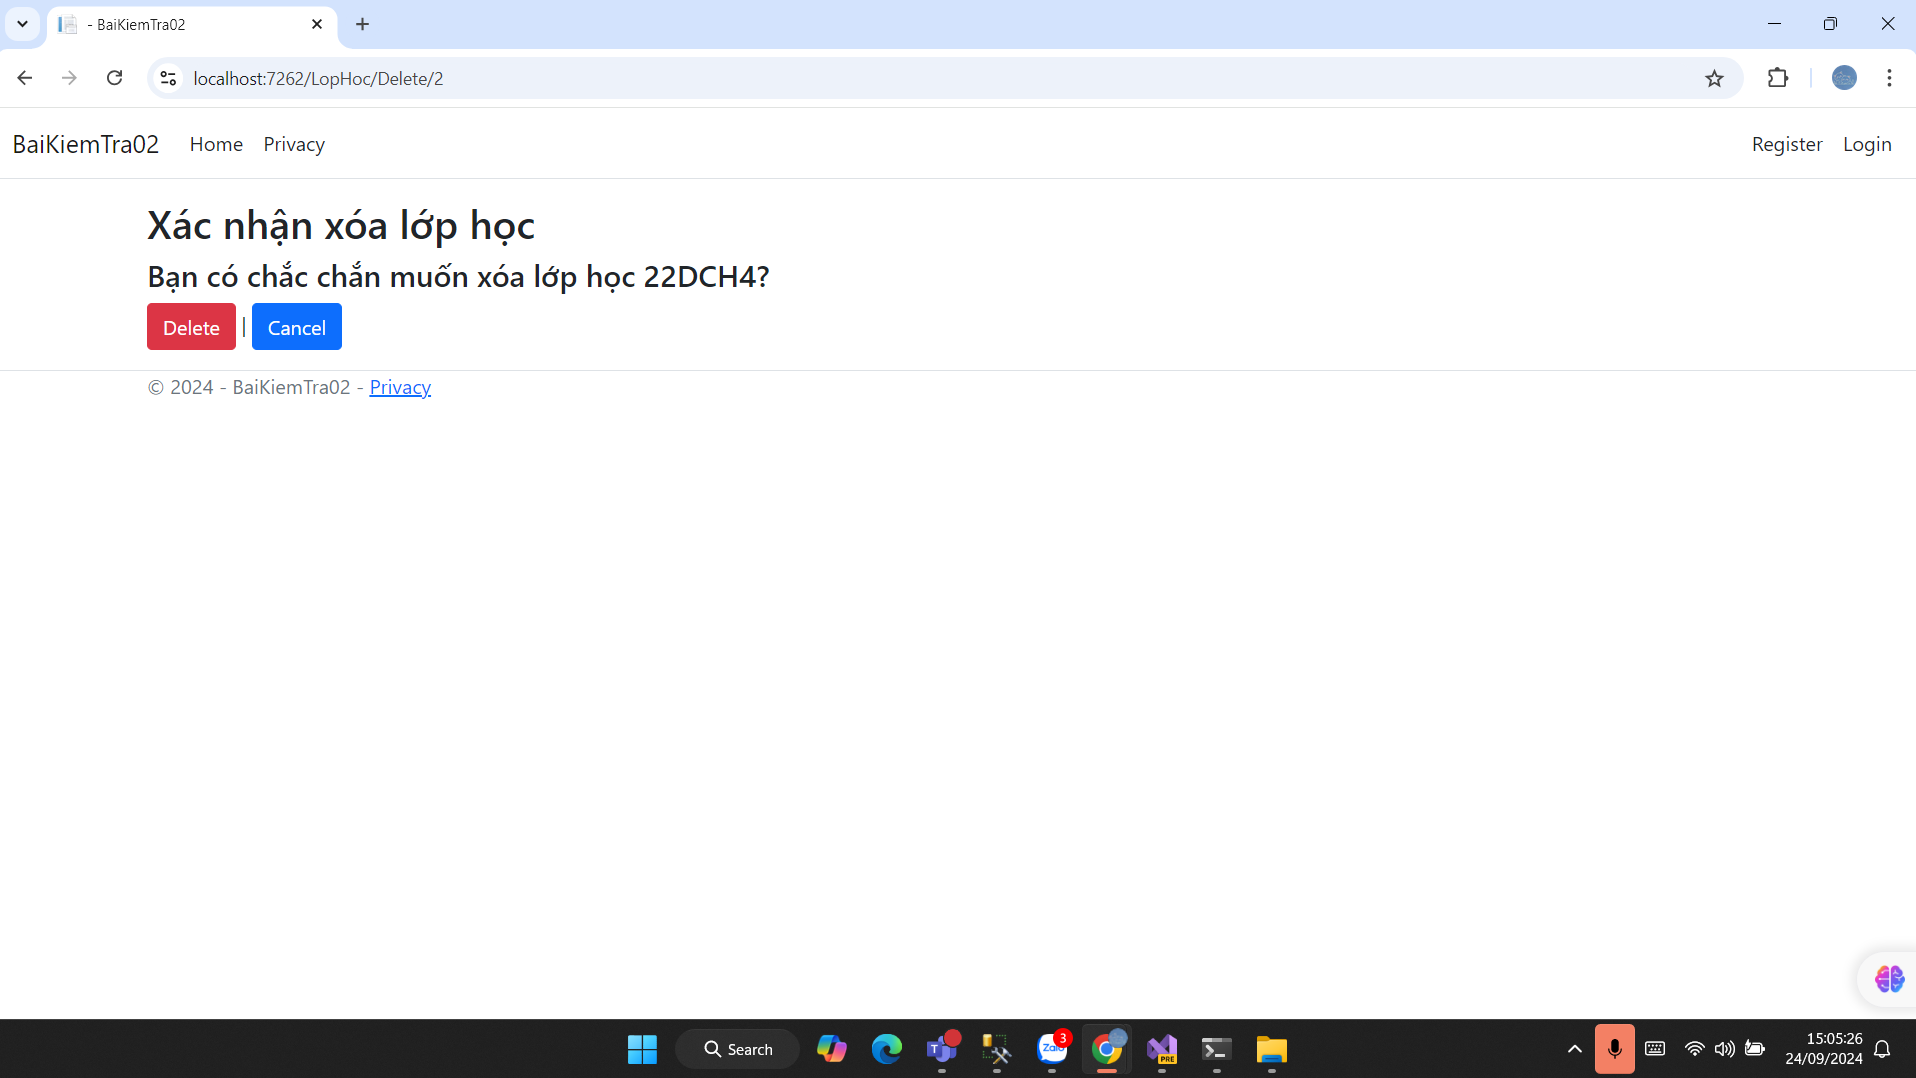 - BaiKiemTra02
localhost:7262/LopHoc/Delete/2
BaiKiemTra02 Home Privacy Register Login
Xác nhận xóa lớp học
Bạn có chắc chắn muốn xóa lớp học 22DCH4?
Delete | Cancel
© 2024 - BaiKiemTra02 - Privacy
Search
T
Zalo
3
PRE
15:05:26
24/09/2024